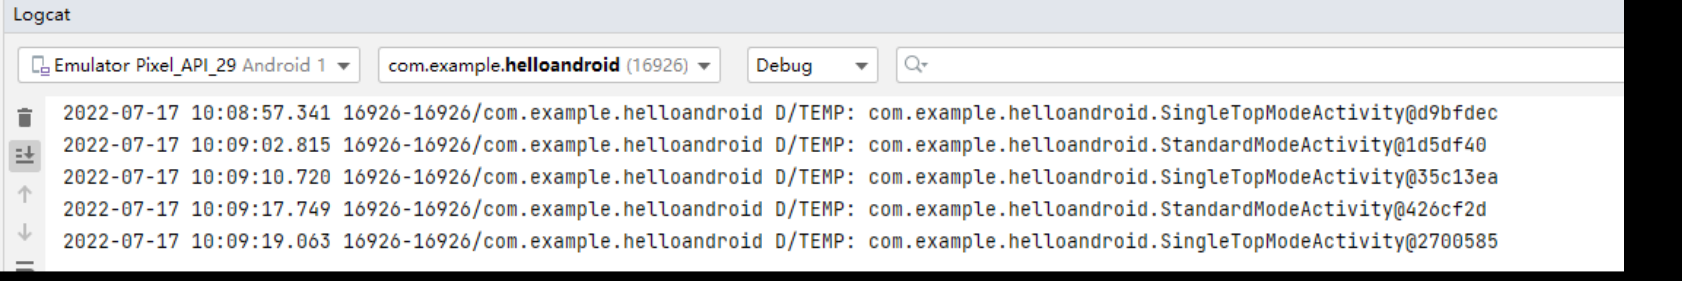 Logcat
Emulator Pixel_API_29 Android 1 com.example.helloandroid (16926) Debug
2022-07-17 10:08:57.341 16926-16926/com.example.helloandroid D/TEMP: com.example.helloandroid.SingleTopModeActivity@d9bfdec
2022-07-17 10:09:02.815 16926-16926/com.example.helloandroid D/TEMP: com.example.helloandroid.StandardModeActivity@1d5df40
2022-07-17 10:09:10.720 16926-16926/com.example.helloandroid D/TEMP: com.example.helloandroid.SingleTopModeActivity@35c13ea
2022-07-17 10:09:17.749 16926-16926/com.example.helloandroid D/TEMP: com.example.helloandroid.StandardModeActivity@426cf2d
2022-07-17 10:09:19.063 16926-16926/com.example.helloandroid D/TEMP: com.example.helloandroid.SingleTopModeActivity@2700585